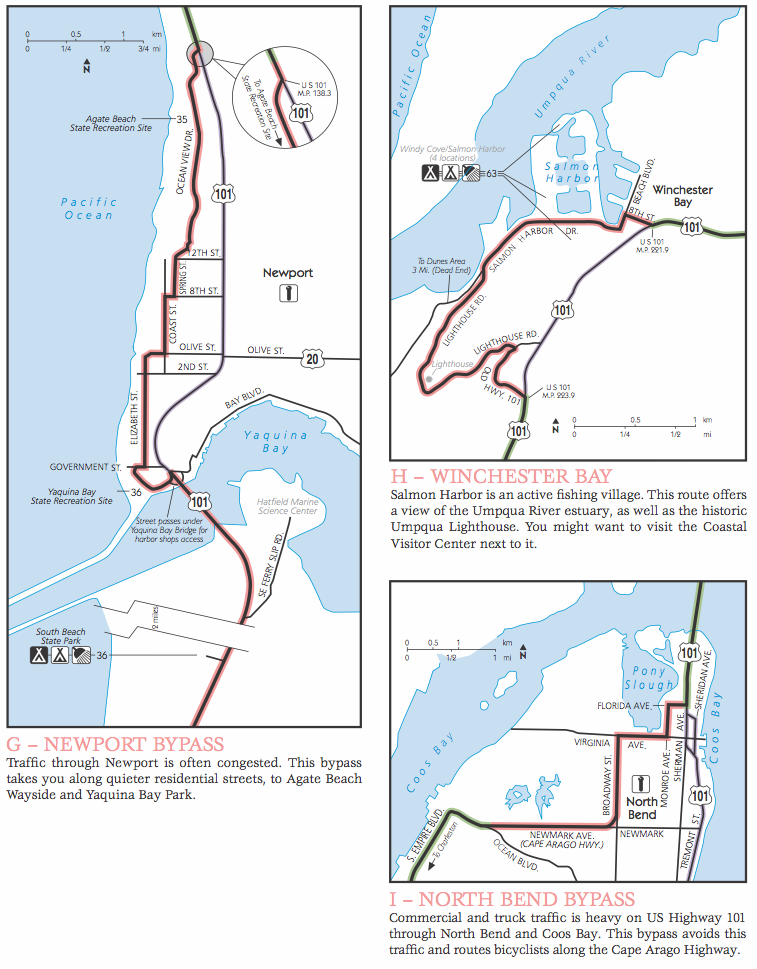 0 0.5 1 km
0 1/4 1/2 3/4 mi
N
Agate Beach
State Recreation Site
35
OCEAN VIEW DR.
To Agate Beach
State Recreation Site
US 101
M.P. 138.3
101
Pacific
Ocean
101
12TH ST.
SPRING ST.
8TH ST.
Newport
COAST ST.
OLIVE ST.
OLIVE ST.
20
2ND ST.
ELIZABETH ST.
BAY BLVD.
Yaquina
Bay
GOVERNMENT ST.
Yaquina Bay
State Recreation Site
36
101
Hatfield Marine
Science Center
Street passes under
Yaquina Bay Bridge for
harbor shops access
SE FERRY SLIP RD.
2 miles
South Beach
State Park
36
G – NEWPORT BYPASS
Traffic through Newport is often congested. This bypass
takes you along quieter residential streets, to Agate Beach
Wayside and Yaquina Bay Park.
Pacific Ocean
Umpqua River
Windy Cove/Salmon Harbor
(4 locations)
63
Salmon
Harbor
BEACH BLVD.
Winchester
Bay
8TH ST.
101
US 101
M.P. 221.9
SALMON HARBOR DR.
To Dunes Area
3 Mi. (Dead End)
LIGHTHOUSE RD.
101
LIGHTHOUSE RD.
Lighthouse
OLD
HWY. 101
US 101
M.P. 223.9
101
N
0 0.5 1 km
0 1/4 1/2 mi
H – WINCHESTER BAY
Salmon Harbor is an active fishing village. This route offers
a view of the Umpqua River estuary, as well as the historic
Umpqua Lighthouse. You might want to visit the Coastal
Visitor Center next to it.
0 0.5 1 km
0 1/2 1 mi
N
101
Pony
Slough
SHERIDAN AVE.
FLORIDA AVE.
Coos Bay
Coos Bay
VIRGINIA AVE.
SHERMAN AVE.
MONROE AVE.
BROADWAY ST.
North
Bend
101
S. EMPIRE BLVD.
To Charleston
NEWMARK AVE.
(CAPE ARAGO HWY.)
NEWMARK
OCEAN BLVD.
TREMONT ST.
I – NORTH BEND BYPASS
Commercial and truck traffic is heavy on US Highway 101
through North Bend and Coos Bay. This bypass avoids this
traffic and routes bicyclists along the Cape Arago Highway.